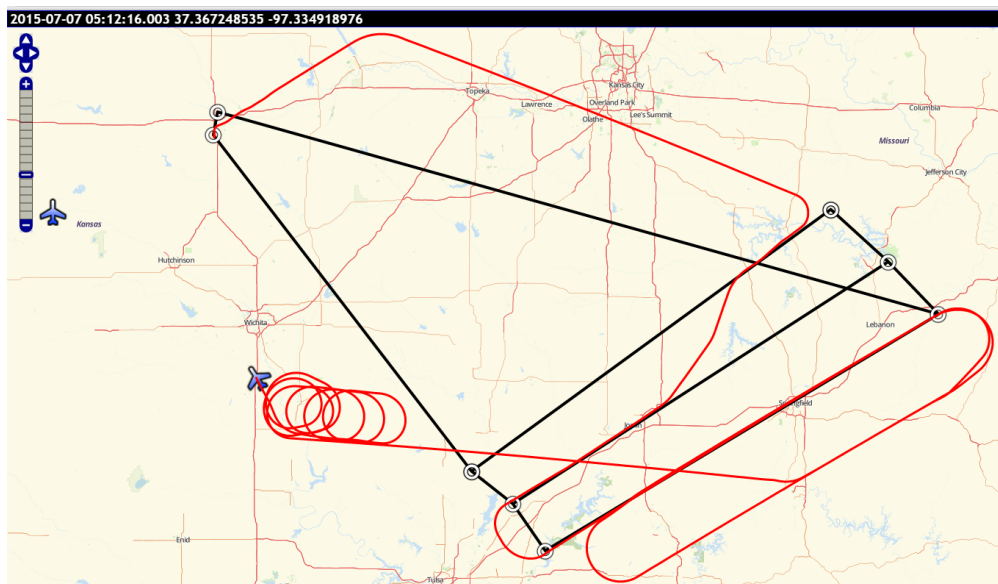 2015-07-07 05:12:16.003 37.367248535 -97.334918976
Kansas City
Topeka
Lawrence
Overland Park
Olathe
Lee's Summit
Columbia
Missouri
Jefferson City
Kansas
Hutchinson
Wichita
Lebanon
Springfield
Joplin
Enid
Tulsa